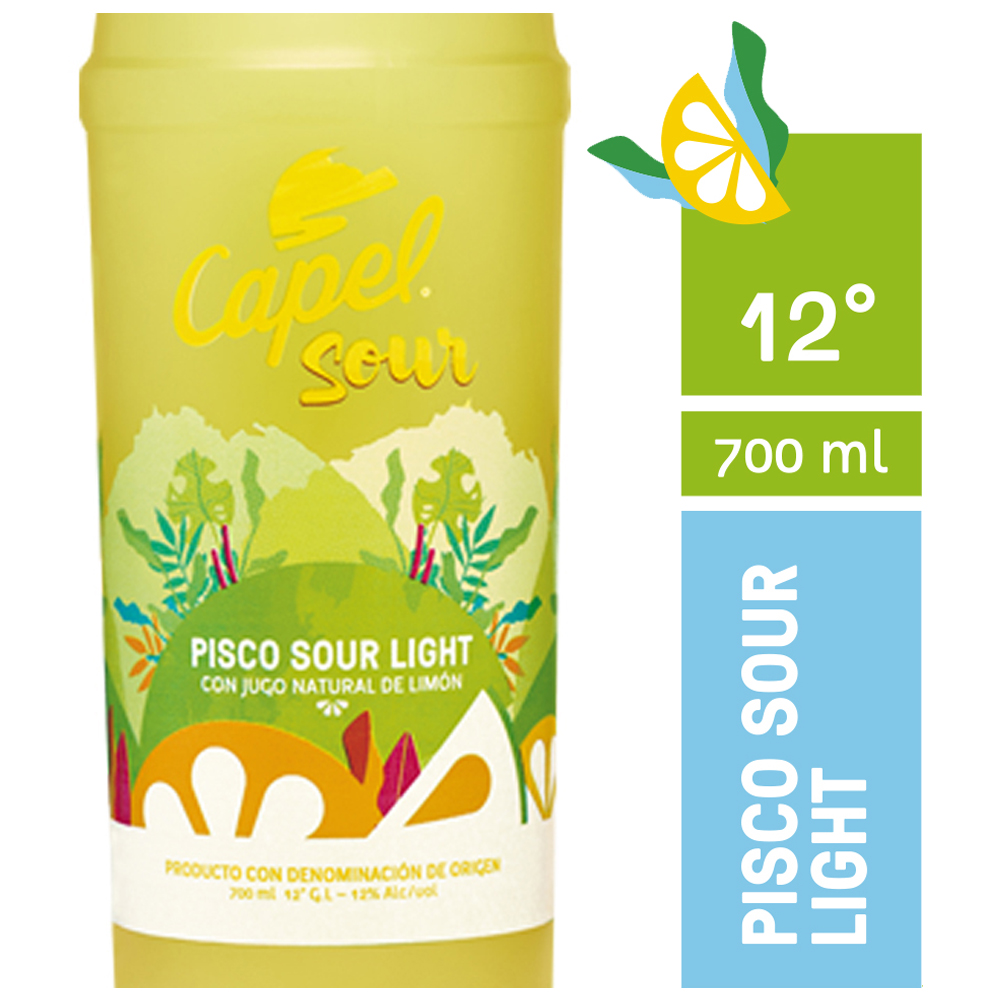 Capel.
Sour
PISCO SOUR LIGHT
CON JUGO NATURAL DE LIMÓN
PRODUCTO CON DENOMINACIÓN DE ORIGEN
700 ml 12° G.L – 12% Alc/vol
12°
700 ml
PISCO SOUR
LIGHT